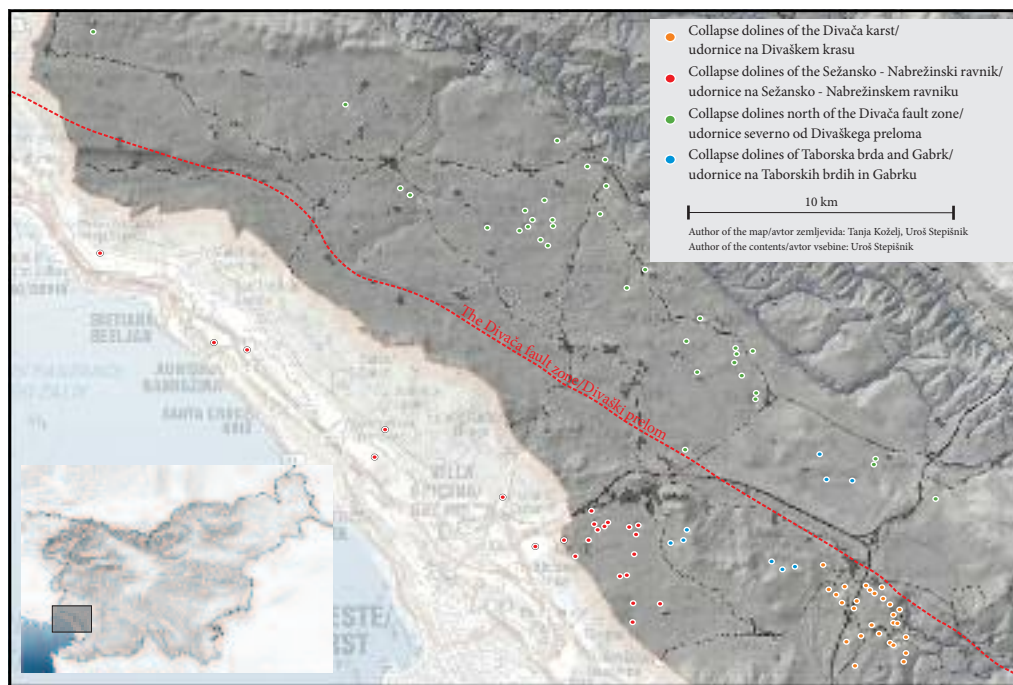 Collapse dolines of the Divača karst/
udornice na Divaškem krasu
Collapse dolines of the Sežansko - Nabrežinski ravnik/
udornice na Sežansko - Nabrežinskem ravniku
Collapse dolines north of the Divača fault zone/
udornice severno od Divaškega preloma
Collapse dolines of Taborska brda and Gabrk/
udornice na Taborskih brdih in Gabrku
10 km
Author of the map/avtor zemljevida: Tanja Koželj, Uroš Stepišnik
Author of the contents/avtor vsebine: Uroš Stepišnik
The Divača fault zone/Divaški prelom